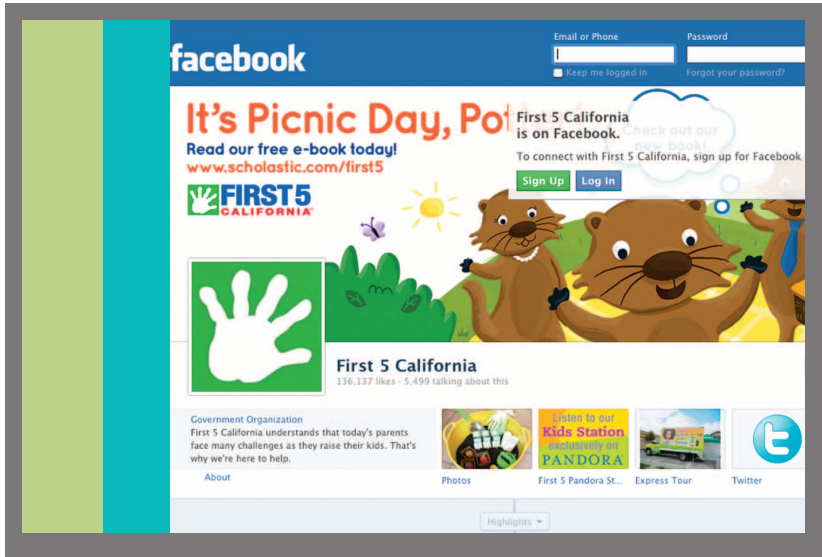 facebook
Email or Phone
Password
Keep me logged in
Forgot your password?
It's Picnic Day,
Read our free e-book today!
www.scholastic.com/first5
FIRST 5
CALIFORNIA
First 5 California
is on Facebook.
Check out our
new book!
To connect with First 5 California, sign up for Facebook
Sign Up
Log In
First 5 California
136,137 likes · 5,499 talking about this
Government Organization
First 5 California understands that today's parents
face many challenges as they raise their kids. That's
why we're here to help.
About
Photos
Listen to our
Kids Station
exclusively on
PANDORA
First 5 Pandora St...
Express Tour
Twitter
Highlights